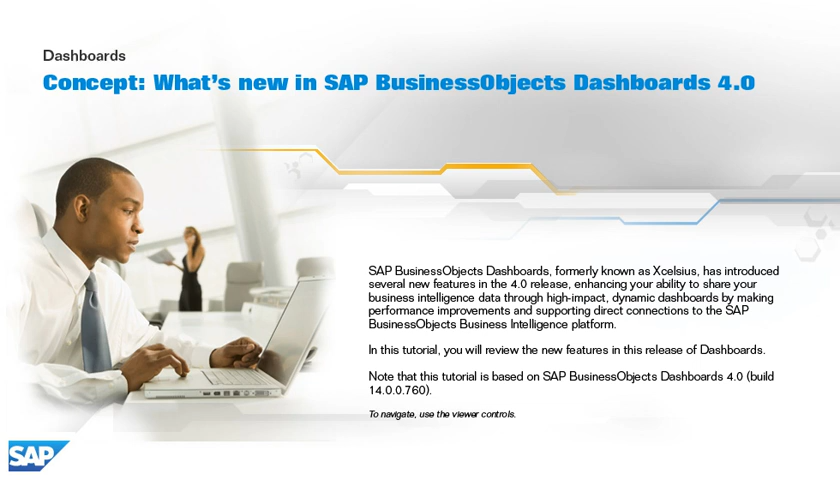 Dashboards
Concept: What's new in SAP BusinessObjects Dashboards 4.0
SAP BusinessObjects Dashboards, formerly known as Xcelsius, has introduced
several new features in the 4.0 release, enhancing your ability to share your
business intelligence data through high-impact, dynamic dashboards by making
performance improvements and supporting direct connections to the SAP
BusinessObjects Business Intelligence platform.
In this tutorial, you will review the new features in this release of Dashboards.
Note that this tutorial is based on SAP BusinessObjects Dashboards 4.0 (build
14.0.0.760).
To navigate, use the viewer controls.
SAP